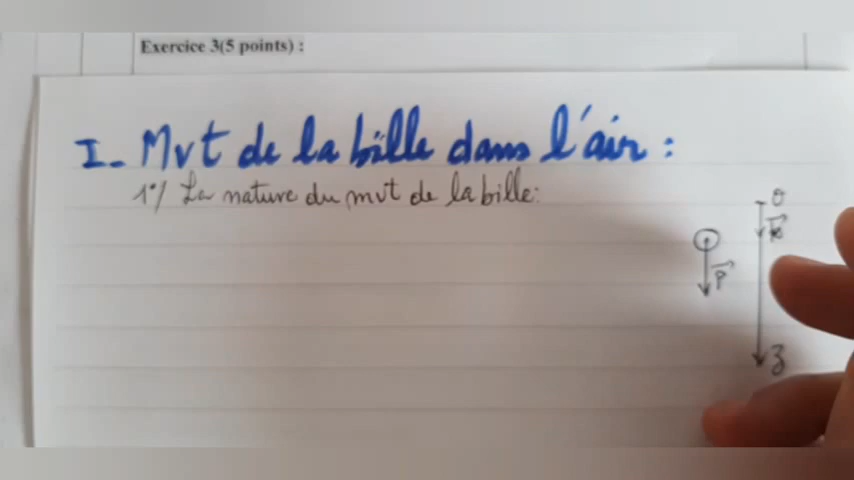 Exercice 3(5 points) :
I- Mvt de la bille dans l'air :
1°/ La nature du mvt de la bille:
O
k
P
z